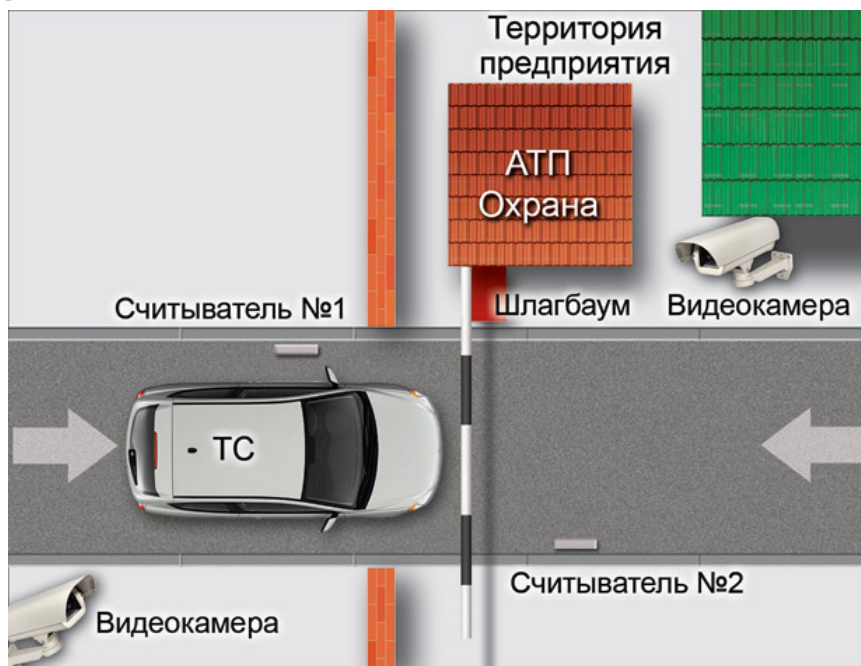 Территория
предприятия
АТП
Охрана
Считыватель №1
Шлагбаум
Видеокамера
ТС
Считыватель №2
Видеокамера